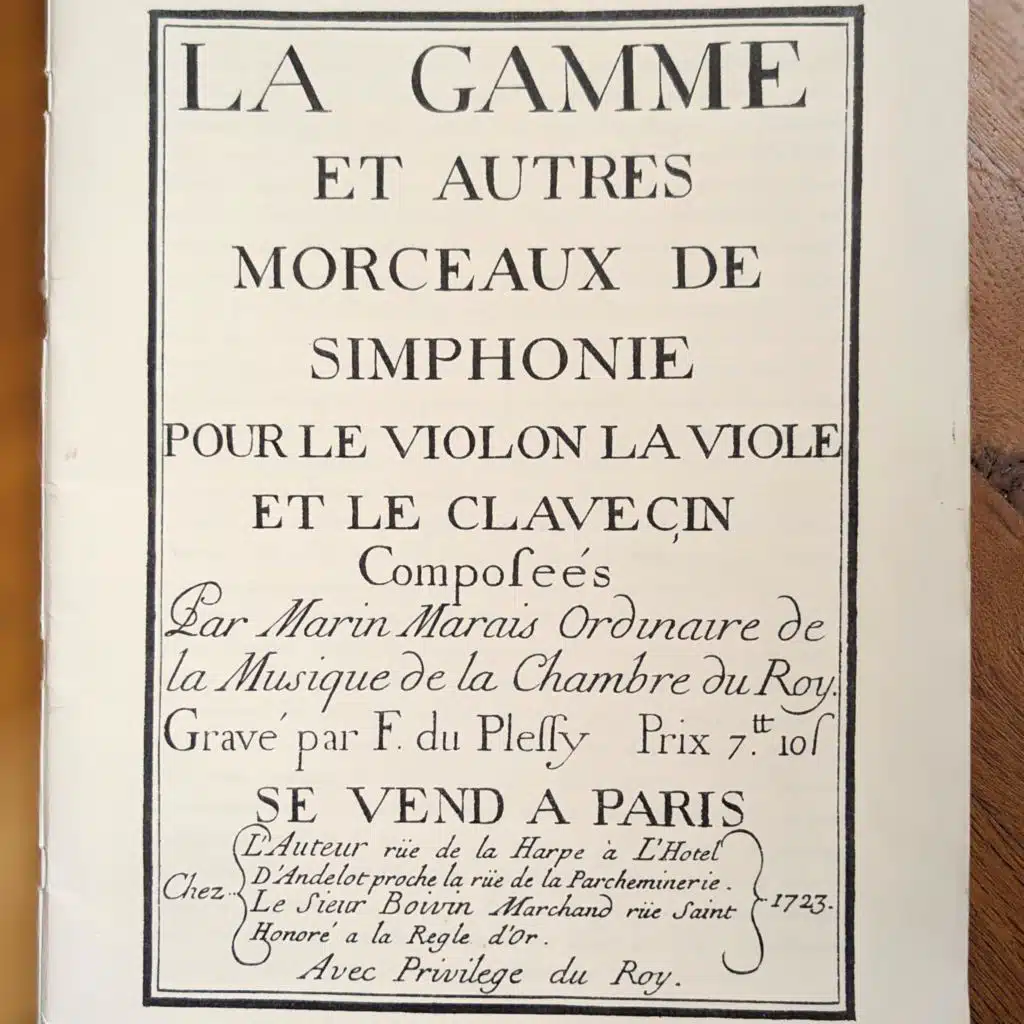 LA GAMME
ET AUTRES
MORCEAUX DE
SIMPHONIE
POUR LE VIOLON LA VIOLE
ET LE CLAVEÇIN
Compoſeés
Par Marin Marais Ordinaire de
la Musique de la Chambre du Roy.
Gravé par F. du Pleſſy Prix 7.tt 10ſ
SE VEND A PARIS
L'Auteur rüe de la Harpe à L'Hotel
D'Andelot proche la rüe de la Parcheminerie.
Chez
Le Sieur Boivin Marchand rüe Saint
1723.
Honoré a la Regle d'Or.
Avec Privilege du Roy.